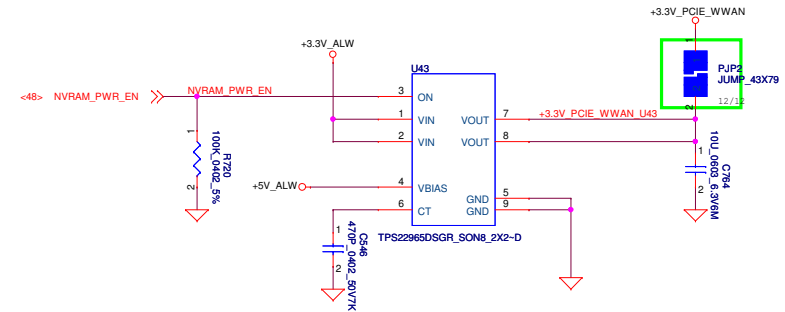 +3.3V_PCIE_WWAN
+3.3V_ALW
U43
1
PJP2
JUMP_43X79
12/12
2
<48> NVRAM_PWR_EN
NVRAM_PWR_EN
3 ON
1 VIN
VOUT 7
+3.3V_PCIE_WWAN_U43
2 VIN
VOUT 8
1
R720
100K_0402_5%
2
1
C764
10U_0603_6.3V6M
2
+5V_ALW
4 VBIAS
GND 5
6 CT
GND 9
TPS22965DSGR_SON8_2X2~D
1
C546
470P_0402_50V7K
2